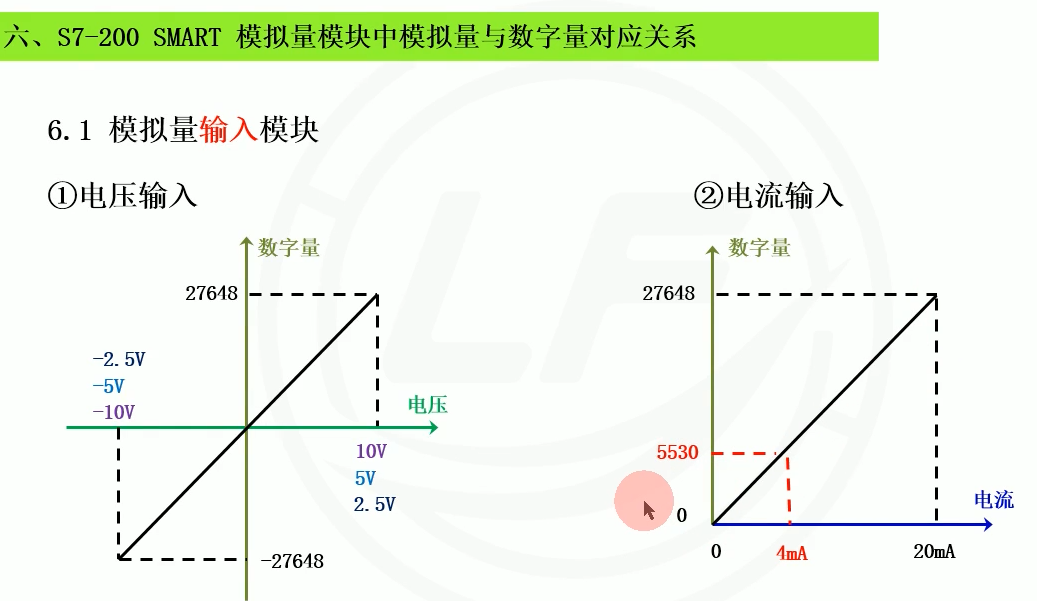 六、S7-200 SMART 模拟量模块中模拟量与数字量对应关系
6.1 模拟量输入模块
①电压输入
②电流输入
数字量
27648
-2.5V
-5V
-10V
电压
10V
5V
2.5V
-27648
数字量
27648
5530
0
电流
0
4mA
20mA
LF